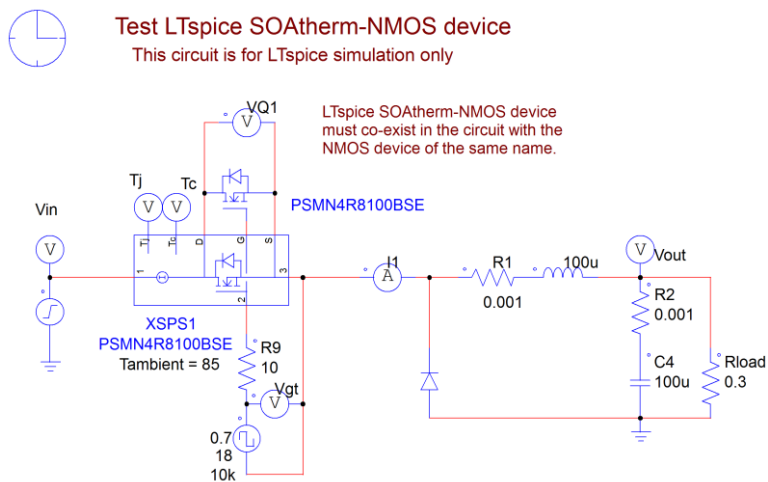 Test LTspice SOAtherm-NMOS device
This circuit is for LTspice simulation only
VQ1
LTspice SOAtherm-NMOS device
must co-exist in the circuit with the
NMOS device of the same name.
V
Tj
Tc
V
V
PSMN4R8100BSE
Vin
V
Tj
Tc
D
G
S
1
3
2
I1
A
R1
0.001
100u
V
Vout
XSPS1
PSMN4R8100BSE
Tambient = 85
R9
10
Vgt
V
0.7
18
10k
R2
0.001
C4
100u
Rload
0.3